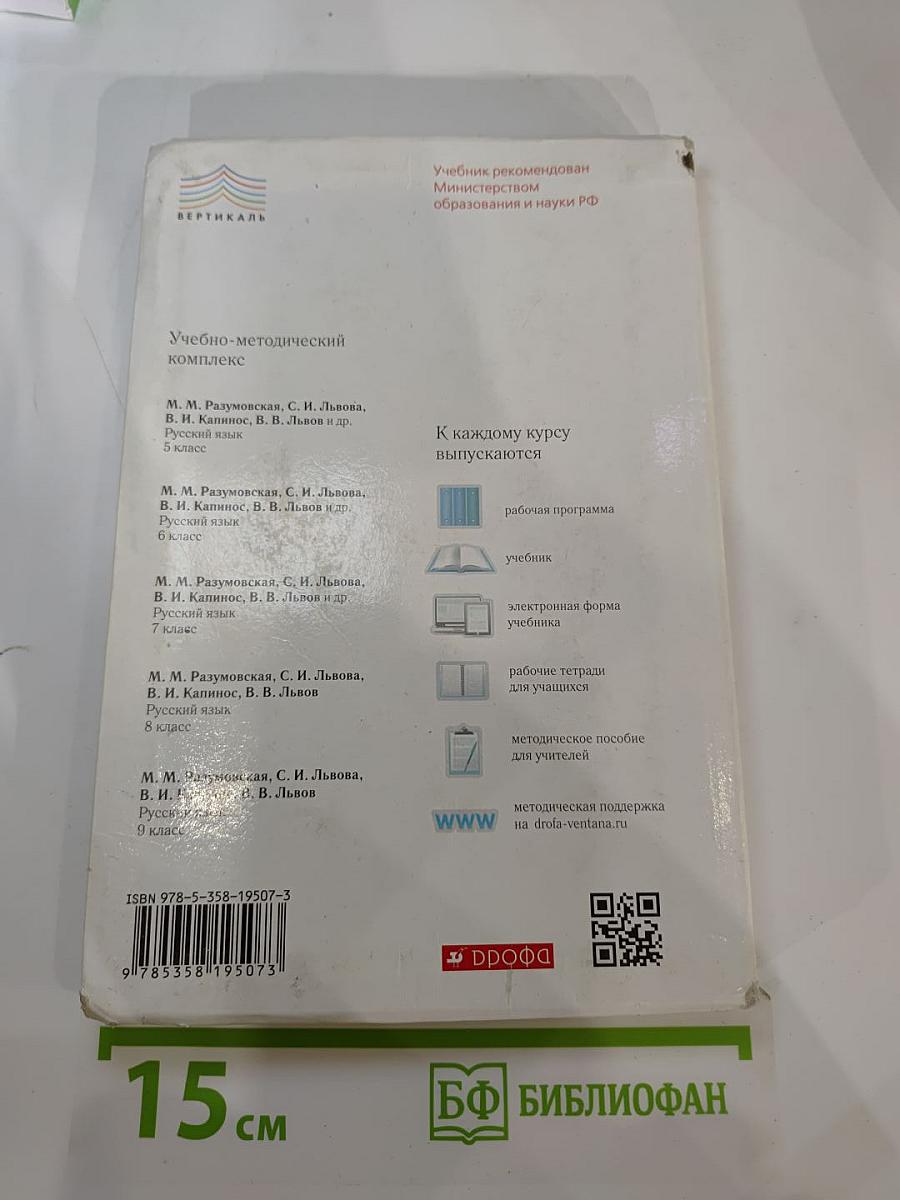 ВЕРТИКАЛЬ
Учебник рекомендован
Министерством
образования и науки РФ
Учебно-методический
комплекс
М. М. Разумовская, С. И. Львова,
В. И. Капинос, В. В. Львов и др.
Русский язык
5 класс
М. М. Разумовская, С. И. Львова,
В. И. Капинос, В. В. Львов и др.
Русский язык
6 класс
М. М. Разумовская, С. И. Львова,
В. И. Капинос, В. В. Львов и др.
Русский язык
7 класс
М. М. Разумовская, С. И. Львова,
В. И. Капинос, В. В. Львов
Русский язык
8 класс
М. М. Разумовская, С. И. Львова,
В. И. В. В. Львов
Русский
9 класс
К каждому курсу
выпускаются
рабочая программа
учебник
электронная форма
учебника
рабочие тетради
для учащихся
методическое пособие
для учителей
www
методическая поддержка
на drofa-ventana.ru
ISBN 978-5-358-19507-3
9 785358 195073
дрофа
15 см
БФ БИБЛИОФАН